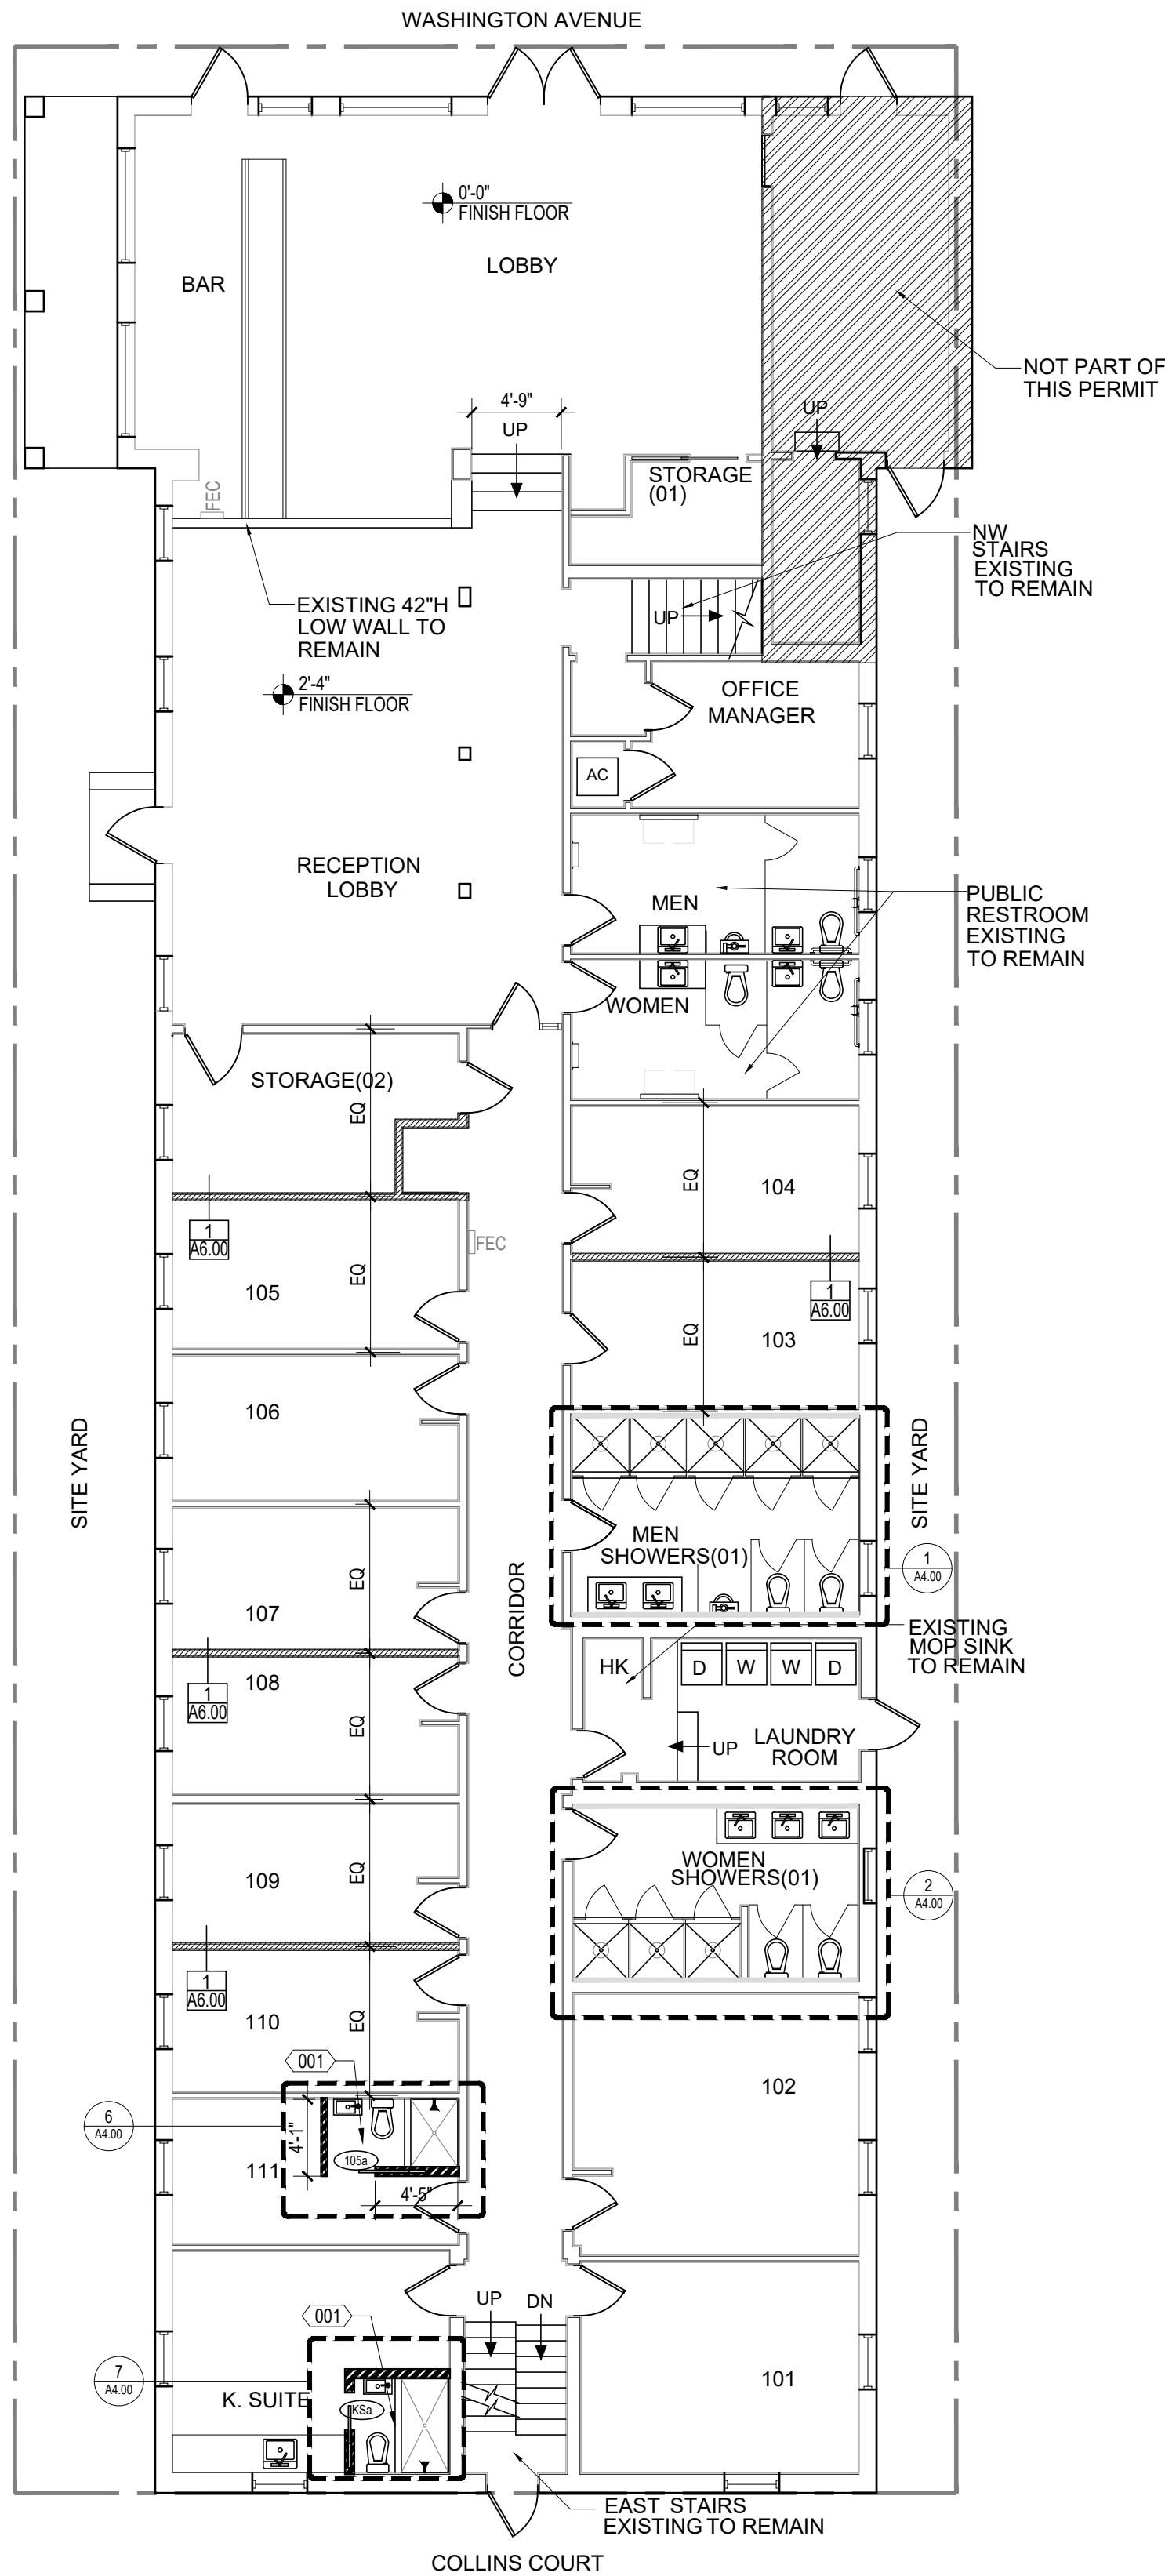 WASHINGTON AVENUE
0'-0"
FINISH FLOOR
LOBBY
BAR
NOT PART OF
THIS PERMIT
4'-9"
UP
UP
STORAGE
(01)
FEC
NW
STAIRS
EXISTING
TO REMAIN
EXISTING 42"H
LOW WALL TO
REMAIN
UP
2'-4"
FINISH FLOOR
OFFICE
MANAGER
AC
RECEPTION
LOBBY
MEN
PUBLIC
RESTROOM
EXISTING
TO REMAIN
WOMEN
STORAGE(02)
EQ
EQ
104
1
A6.00
FEC
105
EQ
1
A6.00
103
EQ
106
SITE YARD
SITE YARD
MEN
SHOWERS(01)
1
A4.00
CORRIDOR
EQ
107
EXISTING
MOP SINK
TO REMAIN
HK
D
W
W
D
108
1
A6.00
EQ
UP
LAUNDRY
ROOM
WOMEN
SHOWERS(01)
109
EQ
2
A4.00
1
A6.00
110
EQ
001
102
6
A4.00
4'-1"
105a
111
4'-5"
UP
DN
001
7
A4.00
101
K. SUITE
KSa
EAST STAIRS
EXISTING TO REMAIN
COLLINS COURT